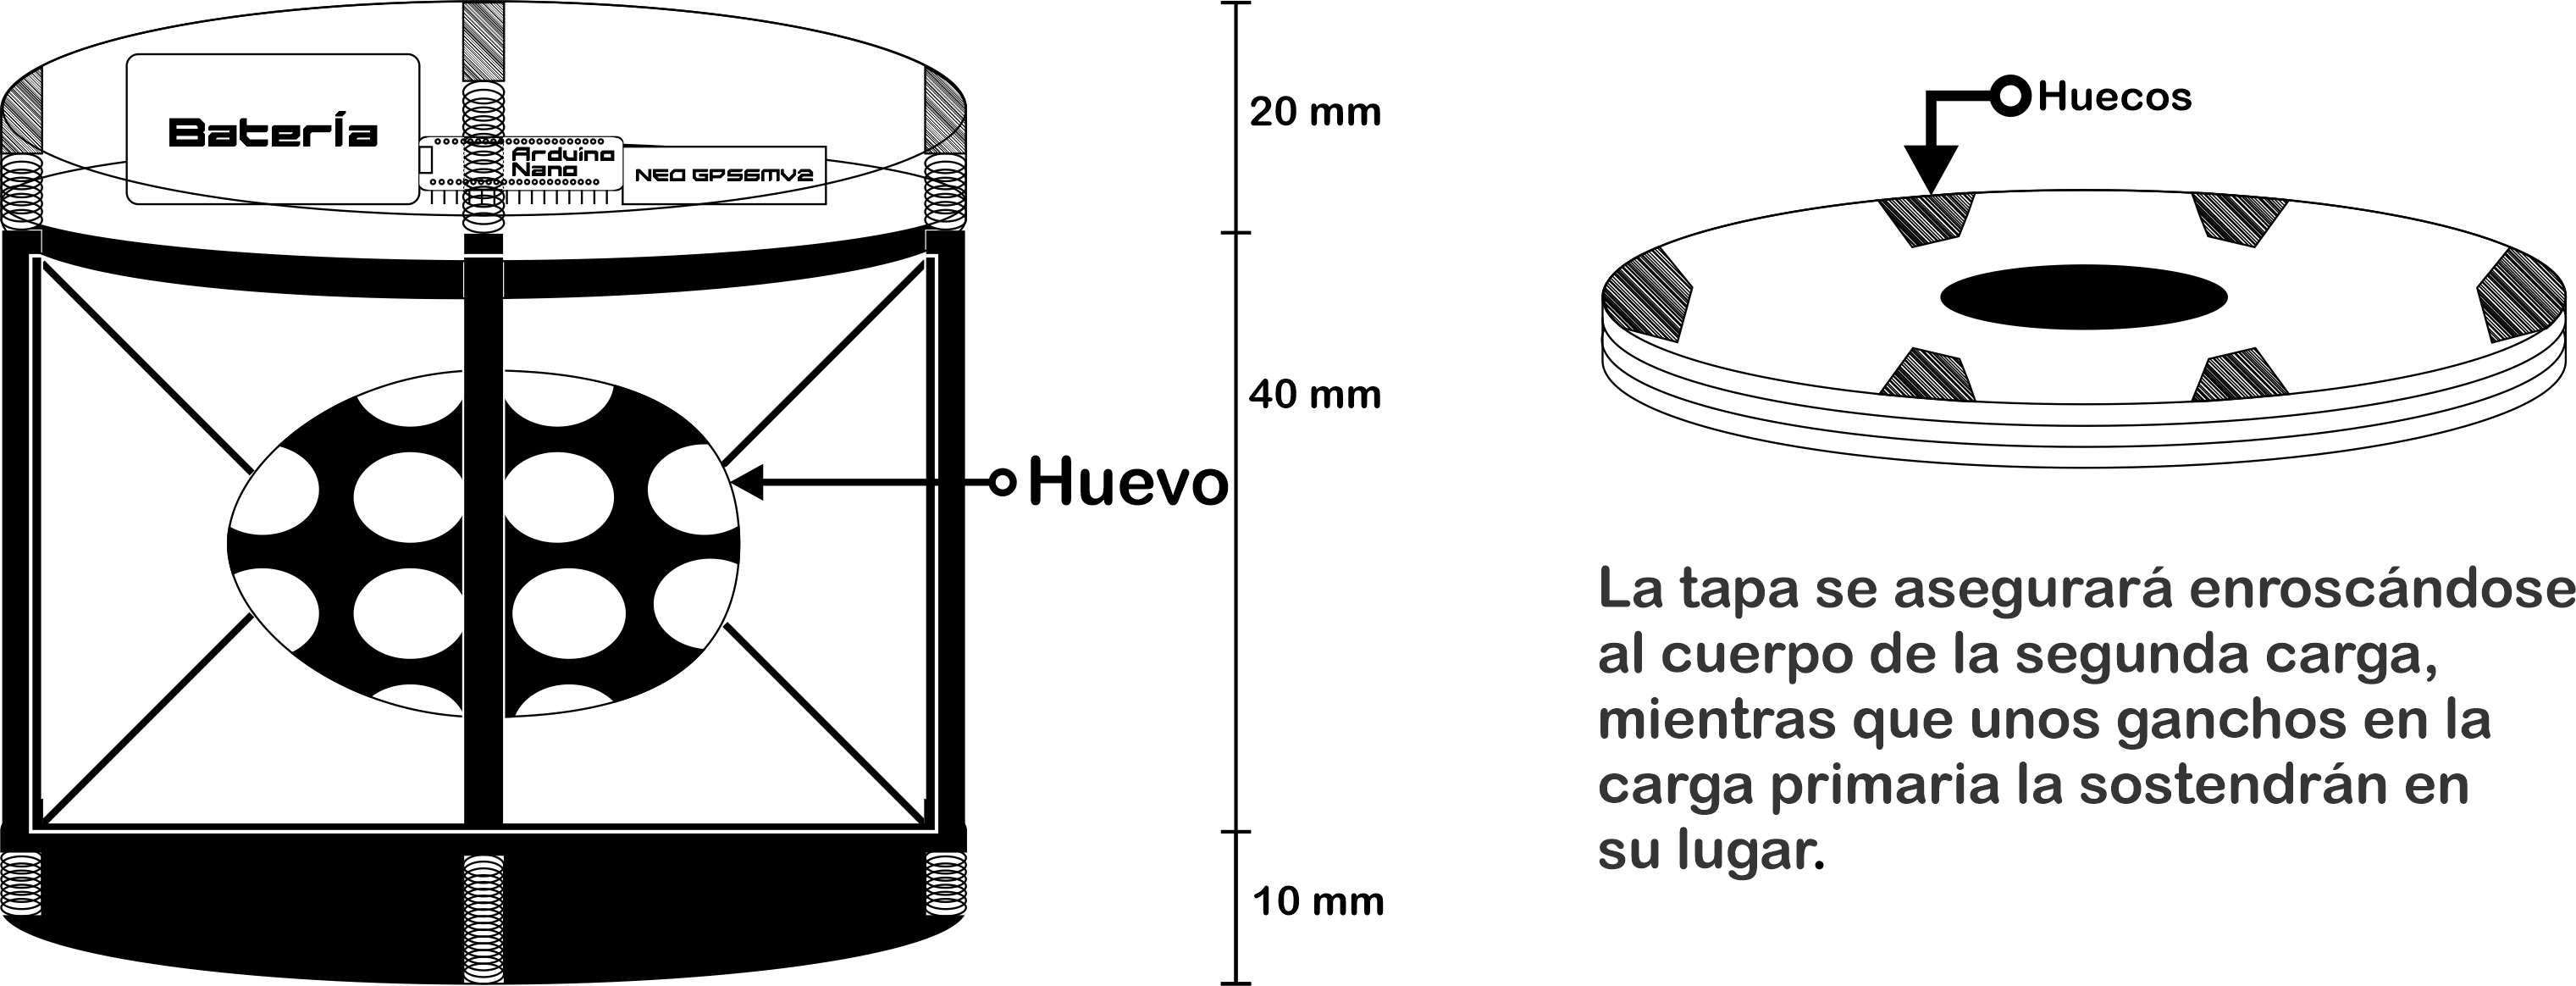 Batería
Arduino
Nano
NEO GPS6MV2
20 mm
40 mm
Huevo
10 mm
Huecos
La tapa se asegurará enroscándose
al cuerpo de la segunda carga,
mientras que unos ganchos en la
carga primaria la sostendrán en
su lugar.